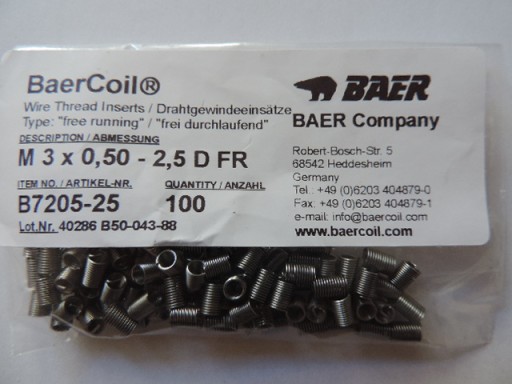 BaerCoil®
Wire Thread Inserts / Drahtgewindeeinsätze
Type: "free running" / "frei durchlaufend"
DESCRIPTION / ABMESSUNG
M 3 x 0,50 - 2,5 D FR
ITEM NO. / ARTIKEL-NR. QUANTITY / ANZAHL
B7205-25 100
Lot.Nr. 40286 B50-043-88
BAER
BAER Company
Robert-Bosch-Str. 5
68542 Heddesheim
Germany
Tel.: +49 (0)6203 404879-0
Fax: +49 (0)6203 404879-1
e-mail: info@baercoil.com
www.baercoil.com